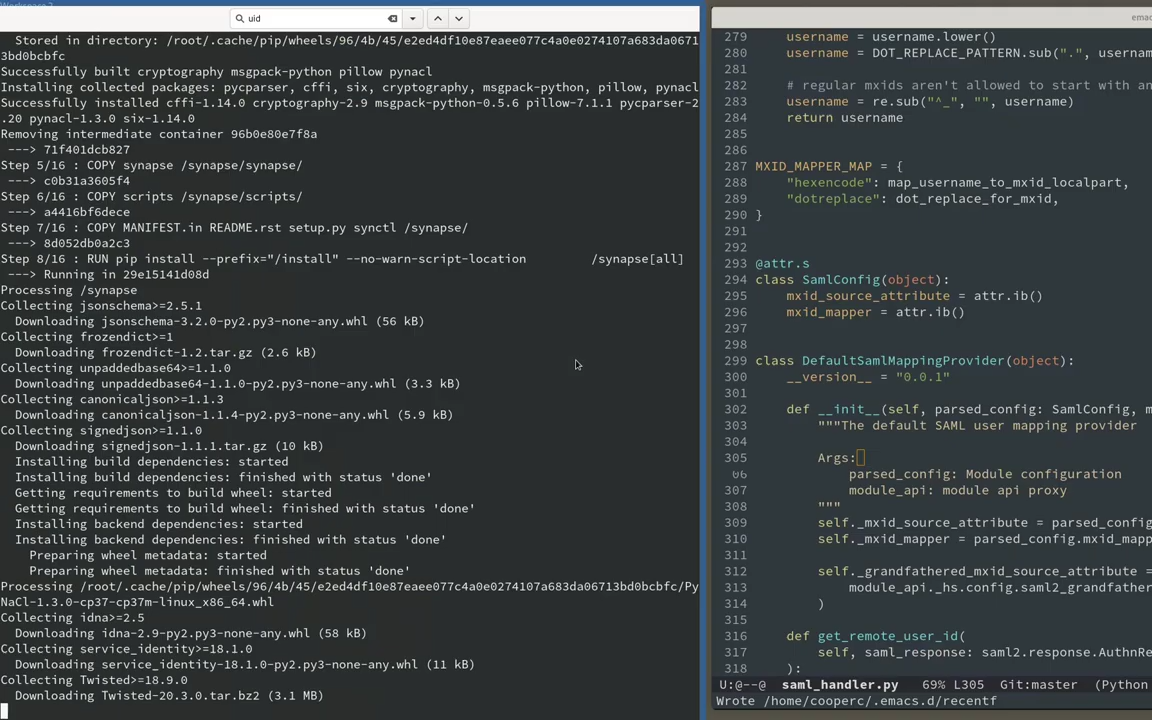 uid
Stored in directory: /root/.cache/pip/wheels/96/4b/45/e2ed4df10e87eaee077c4a0e0274107a683da0671
3bd0bcbfc
Successfully built cryptography msgpack-python pillow pynacl
Installing collected packages: pycparser, cffi, six, cryptography, msgpack-python, pillow, pynacl
Successfully installed cffi-1.14.0 cryptography-2.9 msgpack-python-0.5.6 pillow-7.1.1 pycparser-2
.20 pynacl-1.3.0 six-1.14.0
Removing intermediate container 96b0e80e7f8a
---> 71f401dcb827
Step 5/16 : COPY synapse /synapse/synapse/
---> c0b31a3605f4
Step 6/16 : COPY scripts /synapse/scripts/
---> a4416bf6dece
Step 7/16 : COPY MANIFEST.in README.rst setup.py synctl /synapse/
---> 8d052db0a2c3
Step 8/16 : RUN pip install --prefix="/install" --no-warn-script-location /synapse[all]
---> Running in 29e15141d08d
Processing /synapse
Collecting jsonschema>=2.5.1
Downloading jsonschema-3.2.0-py2.py3-none-any.whl (56 kB)
Collecting frozendict>=1
Downloading frozendict-1.2.tar.gz (2.6 kB)
Collecting unpaddedbase64>=1.1.0
Downloading unpaddedbase64-1.1.0-py2.py3-none-any.whl (3.3 kB)
Collecting canonicaljson>=1.1.3
Downloading canonicaljson-1.1.4-py2.py3-none-any.whl (5.9 kB)
Collecting signedjson>=1.1.0
Downloading signedjson-1.1.1.tar.gz (10 kB)
Installing build dependencies: started
Installing build dependencies: finished with status 'done'
Getting requirements to build wheel: started
Getting requirements to build wheel: finished with status 'done'
Installing backend dependencies: started
Installing backend dependencies: finished with status 'done'
Preparing wheel metadata: started
Preparing wheel metadata: finished with status 'done'
Processing /root/.cache/pip/wheels/96/4b/45/e2ed4df10e87eaee077c4a0e0274107a683da06713bd0bcbfc/Py
NaCl-1.3.0-cp37-cp37m-linux_x86_64.whl
Collecting idna>=2.5
Downloading idna-2.9-py2.py3-none-any.whl (58 kB)
Collecting service_identity>=18.1.0
Downloading service_identity-18.1.0-py2.py3-none-any.whl (11 kB)
Collecting Twisted>=18.9.0
Downloading Twisted-20.3.0.tar.bz2 (3.1 MB)
emac
279 username = username.lower()
280 username = DOT_REPLACE_PATTERN.sub(".", usernam
281
282 # regular mxids aren't allowed to start with an
283 username = re.sub("^_", "", username)
284 return username
285
286
287 MXID_MAPPER_MAP = {
288 "hexencode": map_username_to_mxid_localpart,
289 "dotreplace": dot_replace_for_mxid,
290 }
291
292
293 @attr.s
294 class SamlConfig(object):
295 mxid_source_attribute = attr.ib()
296 mxid_mapper = attr.ib()
297
298
299 class DefaultSamlMappingProvider(object):
300 __version__ = "0.0.1"
301
302 def __init__(self, parsed_config: SamlConfig, m
303 """The default SAML user mapping provider
304
305 Args:
06 parsed_config: Module configuration
307 module_api: module api proxy
308 """
309 self._mxid_source_attribute = parsed_config
310 self._mxid_mapper = parsed_config.mxid_mapp
311
312 self._grandfathered_mxid_source_attribute =
313 module_api._hs.config.saml2_grandfather
314 )
315
316 def get_remote_user_id(
317 self, saml_response: saml2.response.AuthnRe
318 ):
U:@--@ saml_handler.py 69% L305 Git:master (Python
Wrote /home/cooperc/.emacs.d/recentf